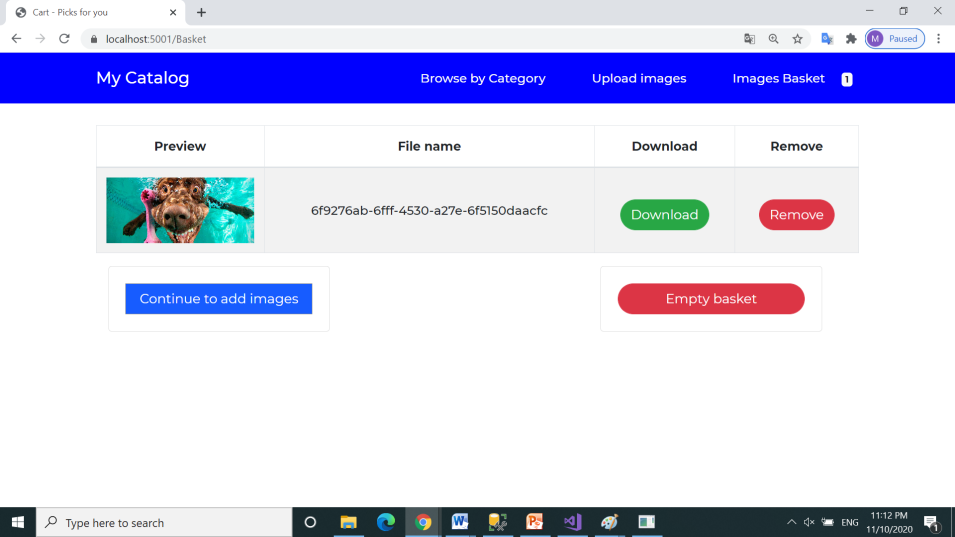 Cart - Picks for you
localhost:5001/Basket
M Paused
My Catalog Browse by Category Upload images Images Basket 1
Preview File name Download Remove
6f9276ab-6fff-4530-a27e-6f5150daacfc Download Remove
Continue to add images Empty basket
Type here to search
ENG
11:12 PM
11/10/2020
1